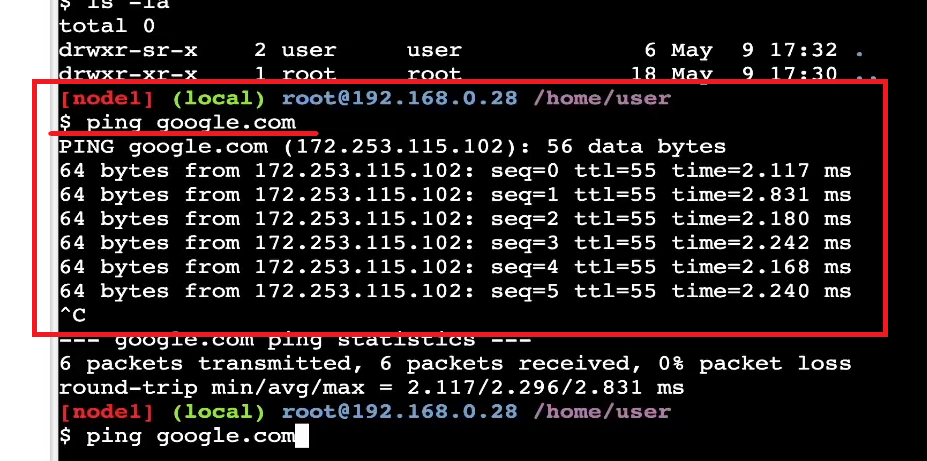 $ ls -la
total 0
drwxr-sr-x    2 user     user             6 May  9 17:32 .
drwxr-xr-x    1 root     root            18 May  9 17:30 ..
[node1] (local) root@192.168.0.28 /home/user
$ ping google.com
PING google.com (172.253.115.102): 56 data bytes
64 bytes from 172.253.115.102: seq=0 ttl=55 time=2.117 ms
64 bytes from 172.253.115.102: seq=1 ttl=55 time=2.831 ms
64 bytes from 172.253.115.102: seq=2 ttl=55 time=2.180 ms
64 bytes from 172.253.115.102: seq=3 ttl=55 time=2.242 ms
64 bytes from 172.253.115.102: seq=4 ttl=55 time=2.168 ms
64 bytes from 172.253.115.102: seq=5 ttl=55 time=2.240 ms
^C
--- google.com ping statistics ---
6 packets transmitted, 6 packets received, 0% packet loss
round-trip min/avg/max = 2.117/2.296/2.831 ms
[node1] (local) root@192.168.0.28 /home/user
$ ping google.com